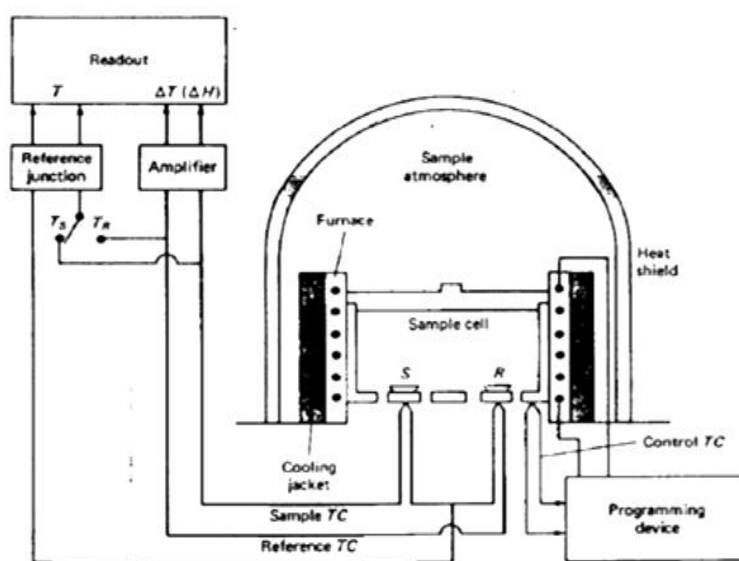 Readout
T
ΔT (ΔH)
Reference
junction
Amplifier
Sample
atmosphere
T_S
T_R
Furnace
Heat
shield
Sample cell
S
R
Control TC
Cooling
jacket
Sample TC
Programming
device
Reference TC